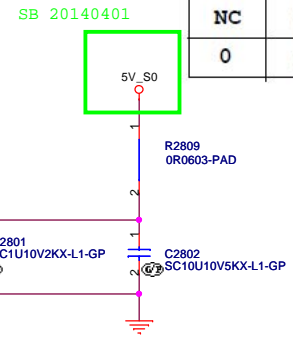 SB 20140401
NC
0
5V_S0
1
R2809
0R0603-PAD
2
2801
C1U10V2KX-L1-GP
1
C2802
SC10U10V5KX-L1-GP
2